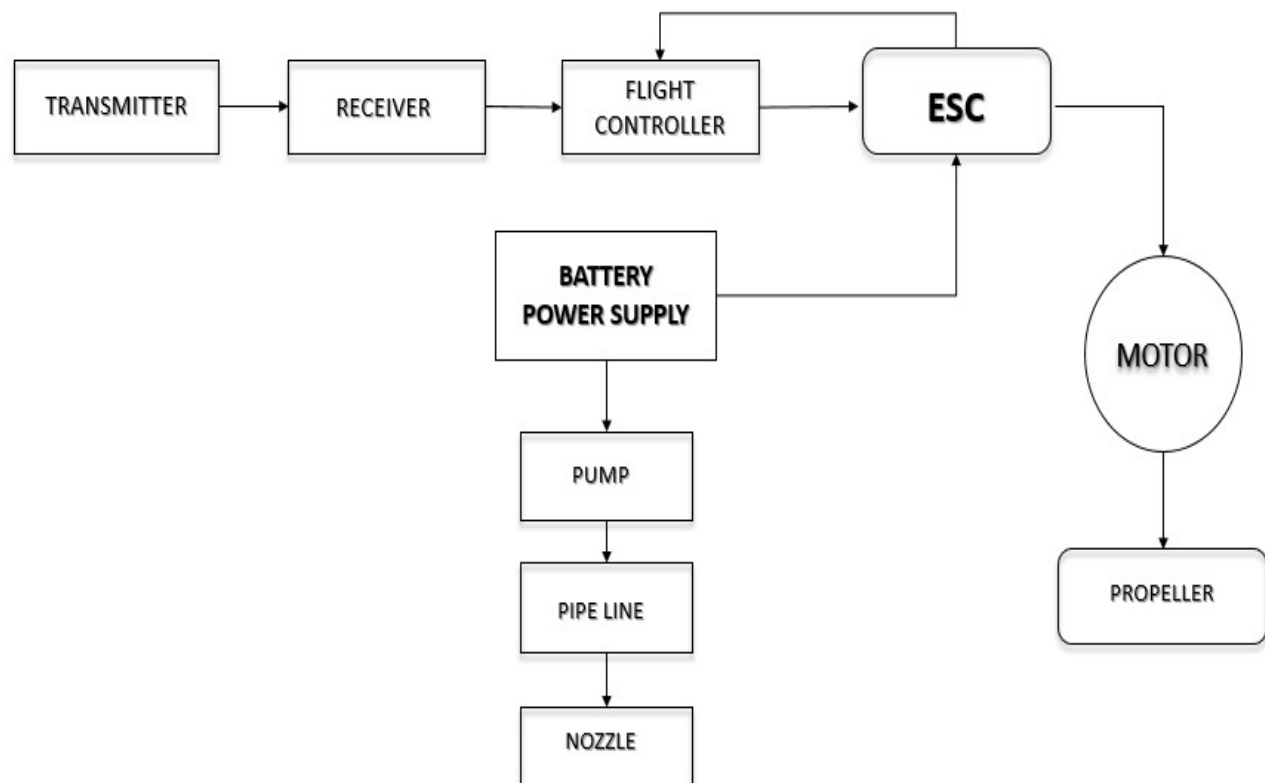 TRANSMITTER
RECEIVER
FLIGHT
CONTROLLER
ESC
BATTERY
POWER SUPPLY
MOTOR
PUMP
PIPE LINE
PROPELLER
NOZZLE